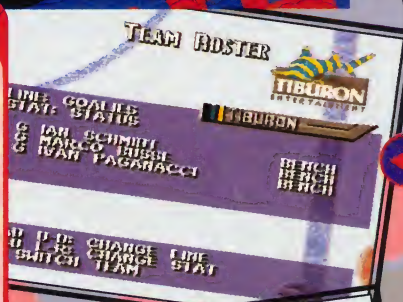 TEAM ROSTER
TIBURON
ENTERTAINMENT
TIBURON
LINE: GOALIES
STAT: STATUS
G IAN SCHMITT BENCH
G MARCO BENCH
G IVAN PAGANACCI BENCH
CHANGE LINE
CHANGE STAT
SWITCH TEAM